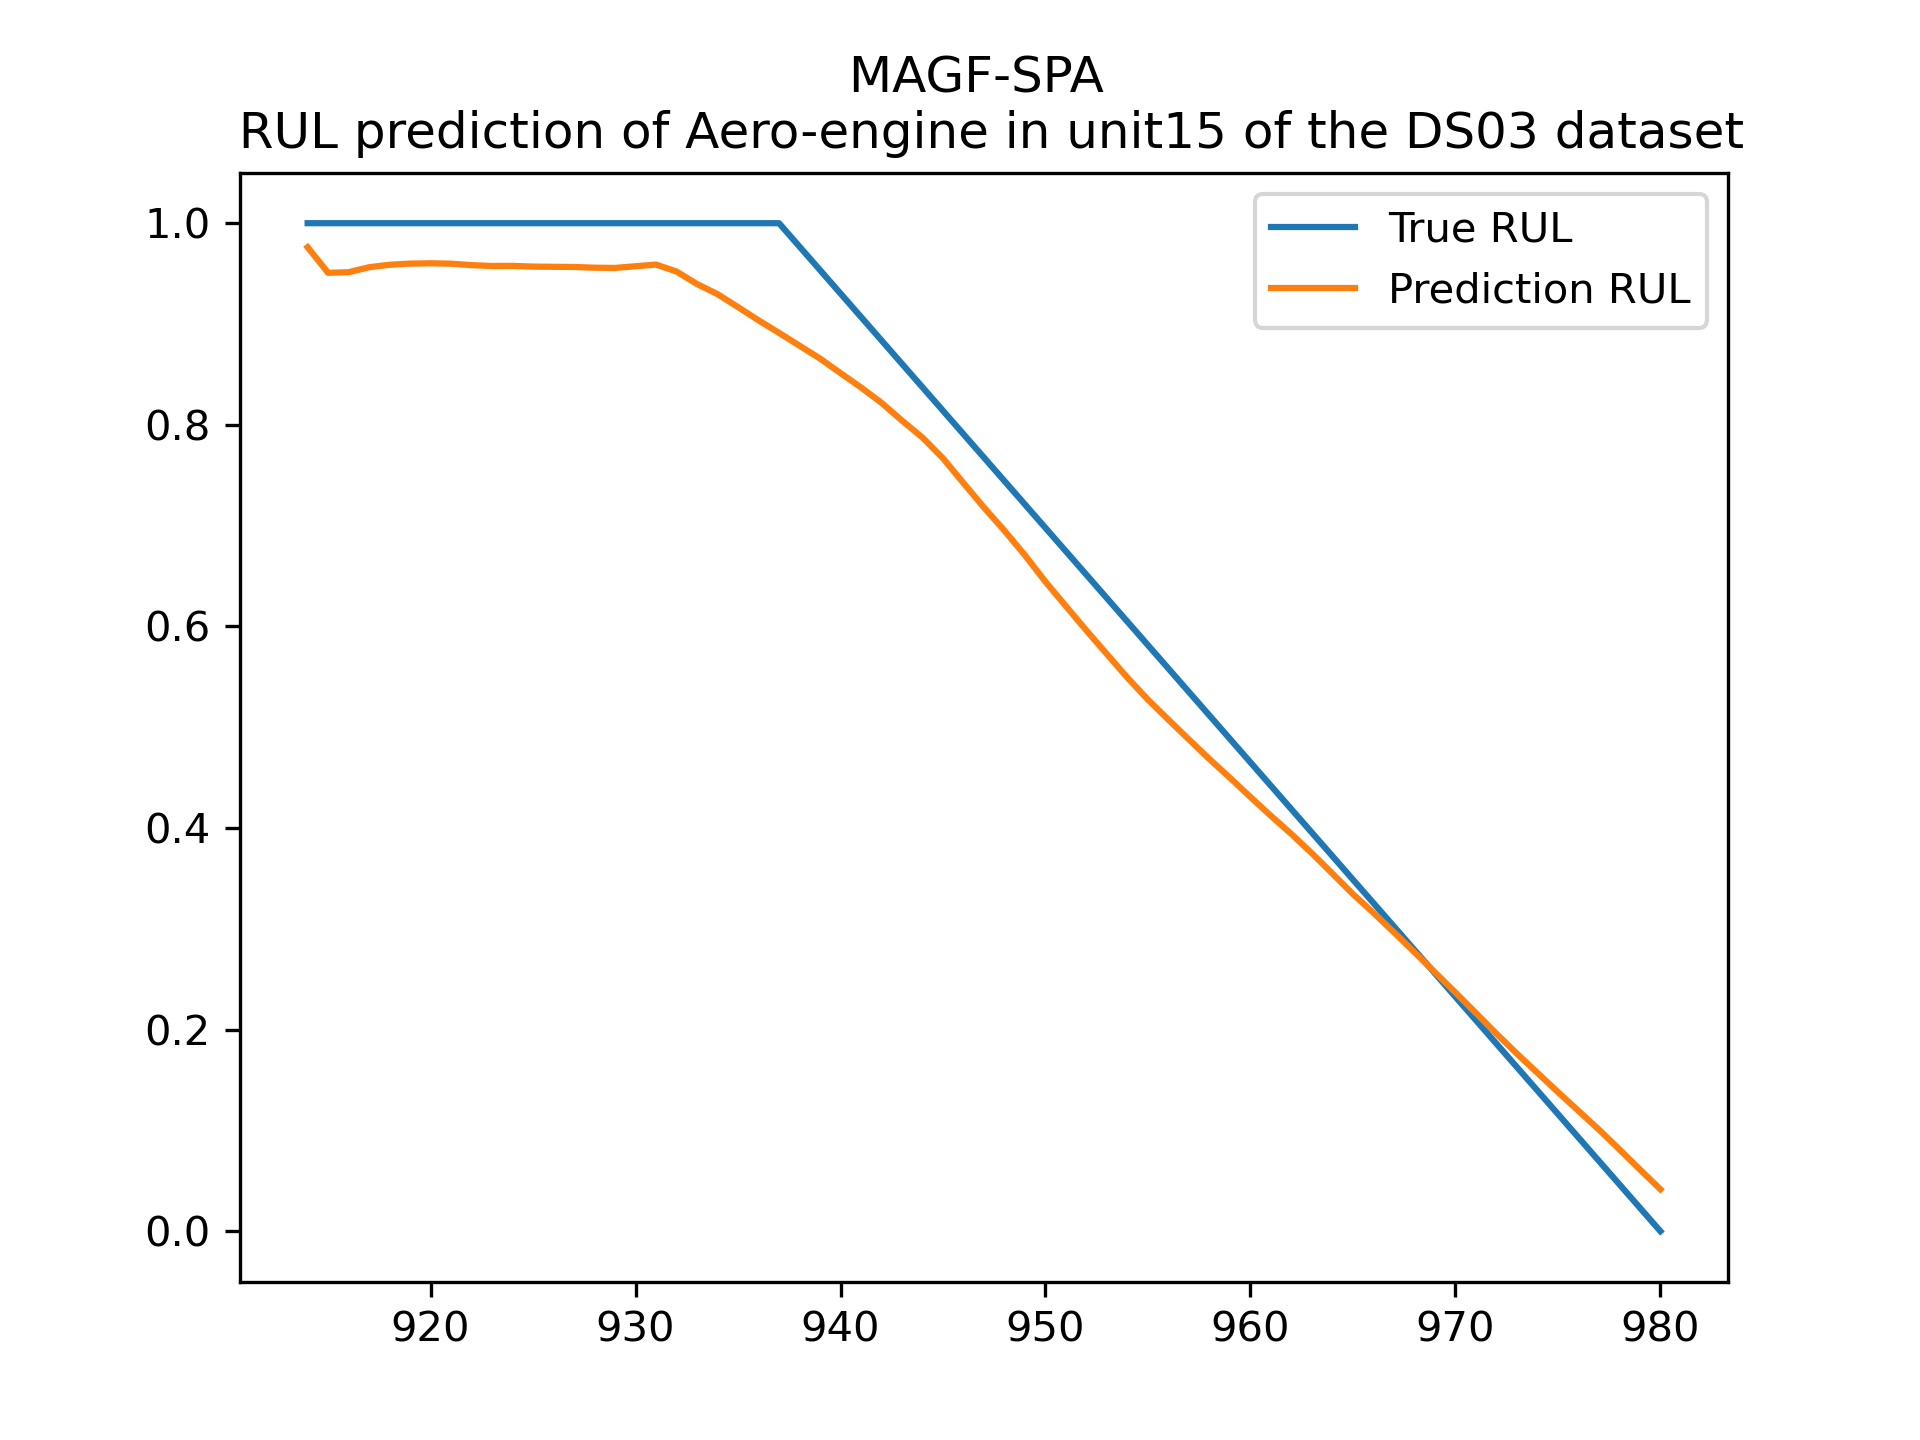 MAGF-SPA
RUL prediction of Aero-engine in unit15 of the DS03 dataset
True RUL
Prediction RUL
1.0
0.8
0.6
0.4
0.2
0.0
920 930 940 950 960 970 980